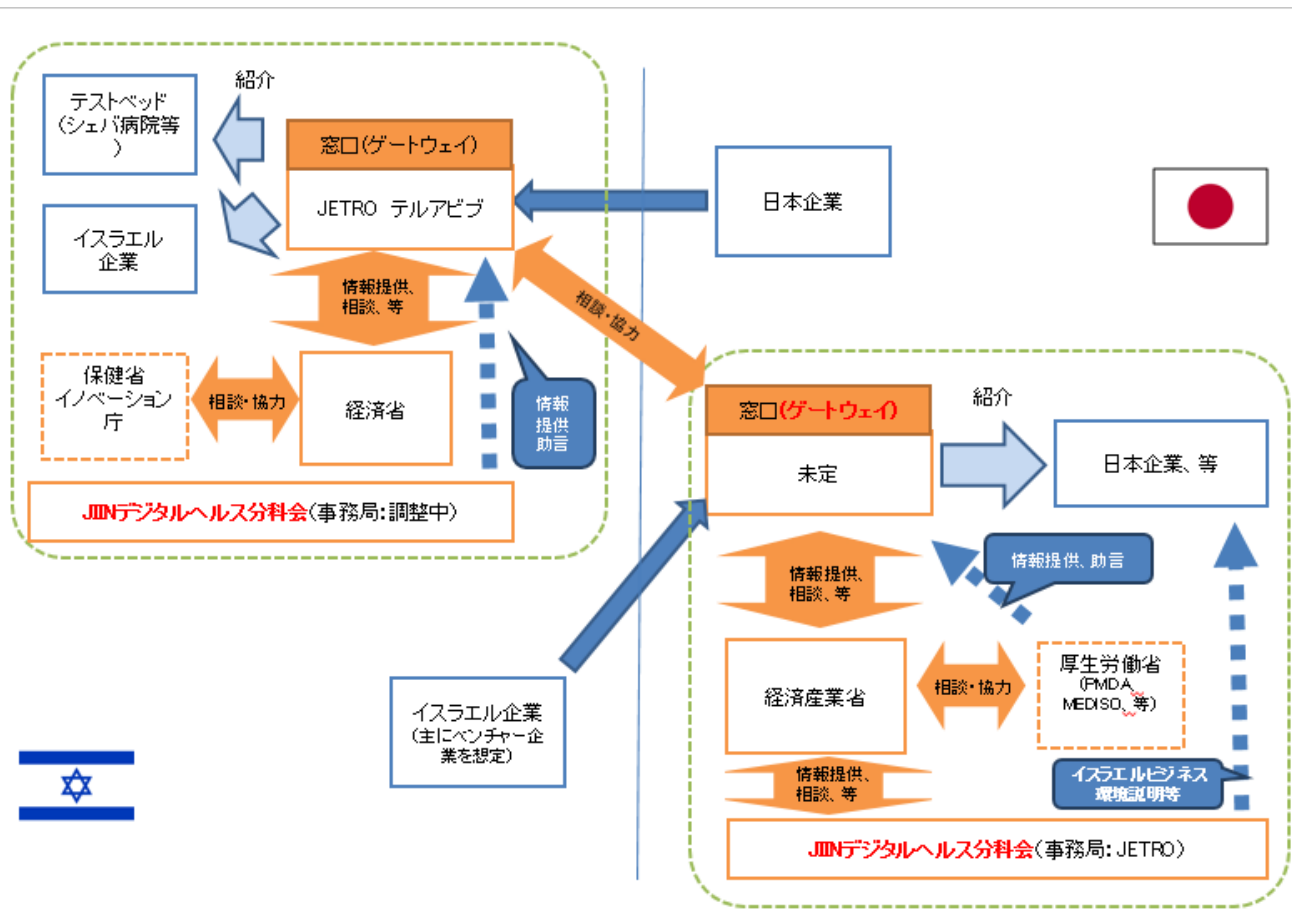 紹介
テストベッド
(シェバ病院等
)
窓口(ゲートウェイ)
JETRO テルアビブ
イスラエル
企業
日本企業
情報提供、
相談、等
相談・協力
保健省
イノベーション
庁
相談・協力
経済省
情報
提供
助言
JIINデジタルヘルス分科会(事務局:調整中)
窓口(ゲートウェイ)
未定
紹介
日本企業、等
情報提供、
相談、等
情報提供、助言
経済産業省
相談・協力
厚生労働省
(PMDA、
MEDISO、等)
イスラエル企業
(主にベンチャー企
業を想定)
情報提供、
相談、等
イスラエルビジネス
環境説明等
JIINデジタルヘルス分科会(事務局:JETRO)